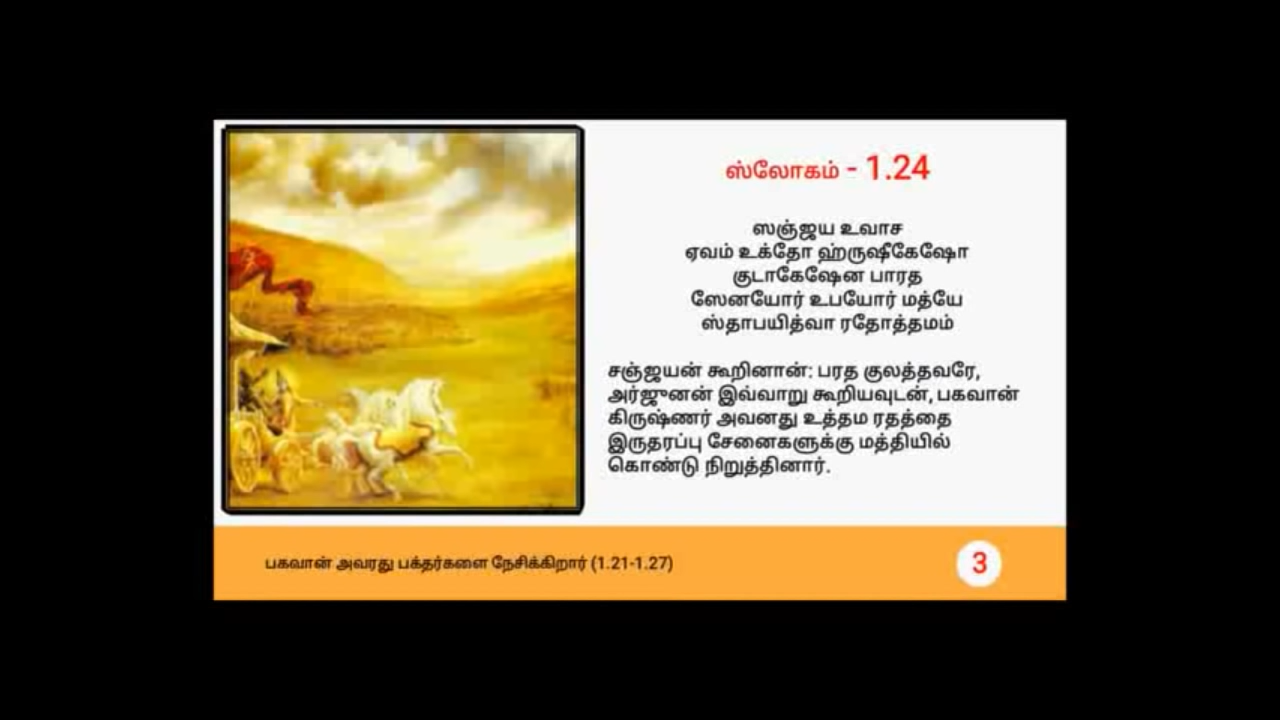 ஸ்லோகம் - 1.24
ஸஞ்ஜய உவாச
ஏவம் உக்தோ ஹ்ருஷீகேஷோ
குடாகேஷேன பாரத
ஸேனயோர் உபயோர் மத்யே
ஸ்தாபயித்வா ரதோத்தமம்
சஞ்ஜயன் கூறினான்: பரத குலத்தவரே,
அர்ஜுனன் இவ்வாறு கூறியவுடன், பகவான்
கிருஷ்ணர் அவனது உத்தம ரதத்தை
இருதரப்பு சேனைகளுக்கு மத்தியில்
கொண்டு நிறுத்தினார்.
பகவான் அவரது பக்தர்களை நேசிக்கிறார் (1.21-1.27)
3